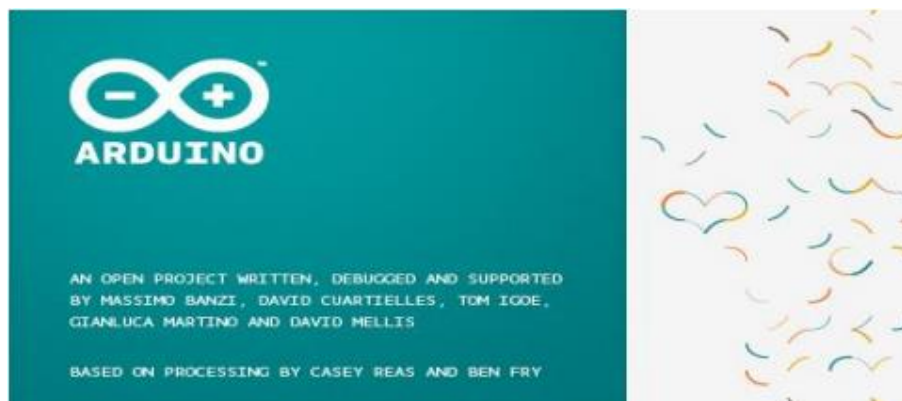 ARDUINO
AN OPEN PROJECT WRITTEN, DEBUGGED AND SUPPORTED
BY MASSIMO BANZI, DAVID CUARTIELLES, TOM IGOE,
GIANLUCA MARTINO AND DAVID MELLIS
BASED ON PROCESSING BY CASEY REAS AND BEN FRY